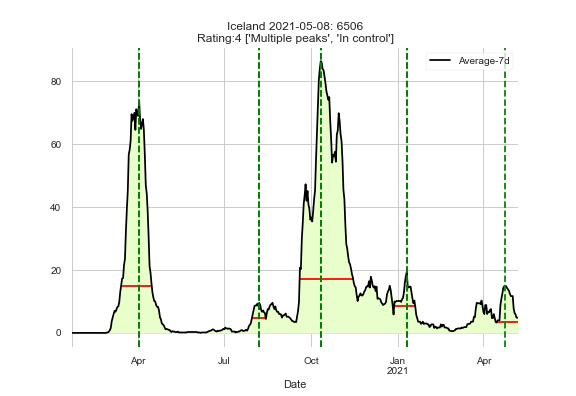 Iceland 2021-05-08: 6506
Rating:4 ['Multiple peaks', 'In control']
Average-7d
80
60
40
20
0
Apr
Jul
Oct
Jan
2021
Apr
Date